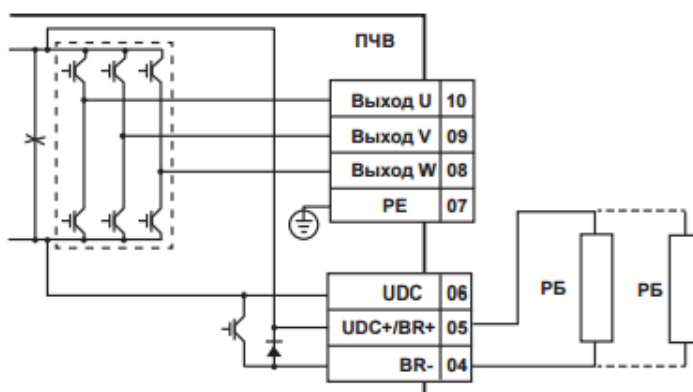 ПЧВ
Выход U 10
Выход V 09
Выход W 08
PE 07
UDC 06
UDC+/BR+ 05
BR- 04
РБ
РБ